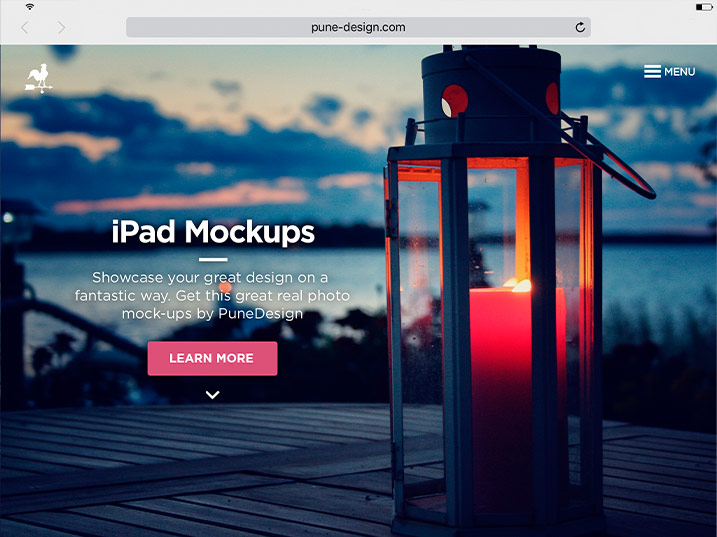 pune-design.com
MENU
iPad Mockups
Showcase your great design on a
fantastic way. Get this great real photo
mock-ups by PuneDesign
LEARN MORE